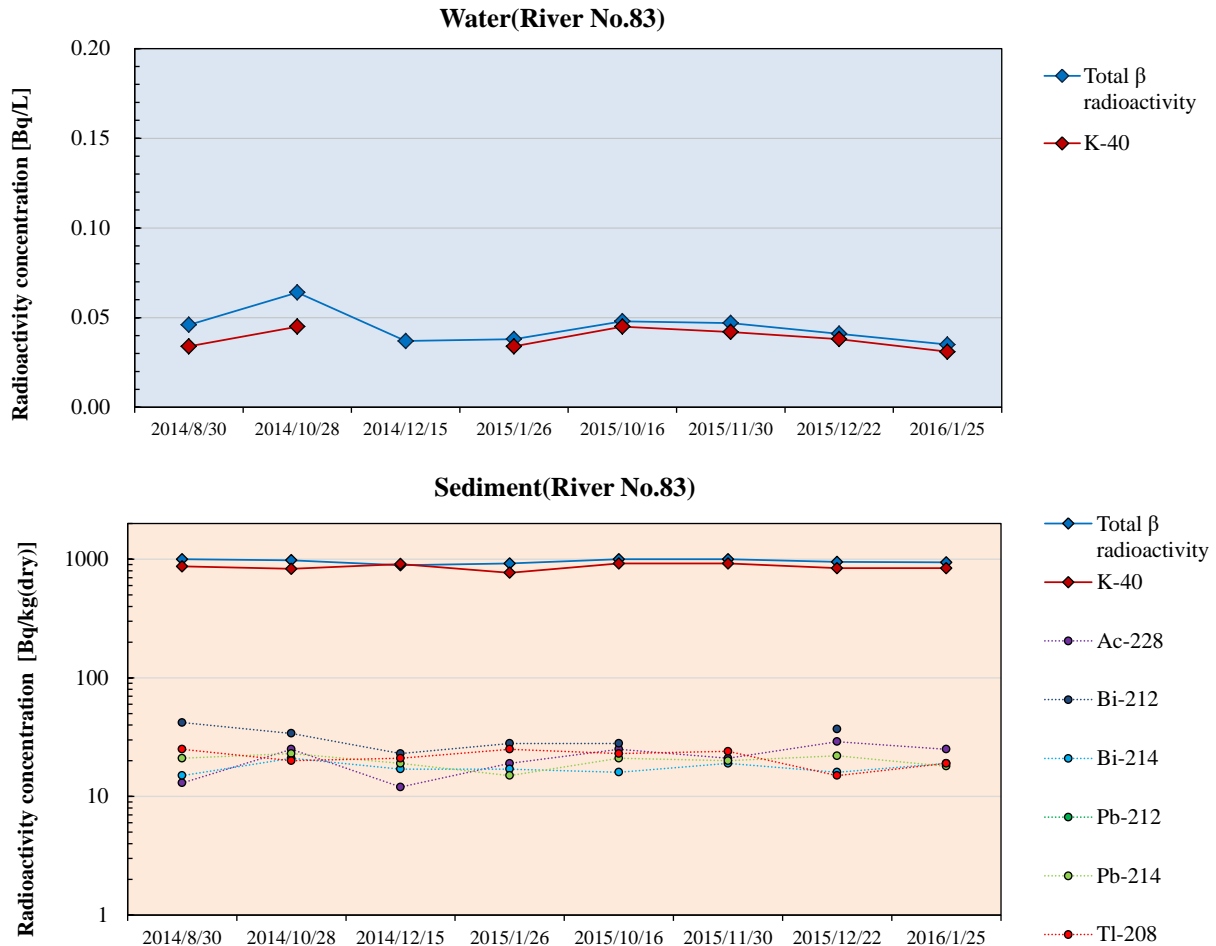 Water(River No.83)
Radioactivity concentration [Bq/L]
0.20
0.15
0.10
0.05
0.00
2014/8/30 2014/10/28 2014/12/15 2015/1/26 2015/10/16 2015/11/30 2015/12/22 2016/1/25
Total β
radioactivity
K-40
Sediment(River No.83)
Radioactivity concentration [Bq/kg(dry)]
1000
100
10
1
2014/8/30 2014/10/28 2014/12/15 2015/1/26 2015/10/16 2015/11/30 2015/12/22 2016/1/25
Total β
radioactivity
K-40
Ac-228
Bi-212
Bi-214
Pb-212
Pb-214
Tl-208